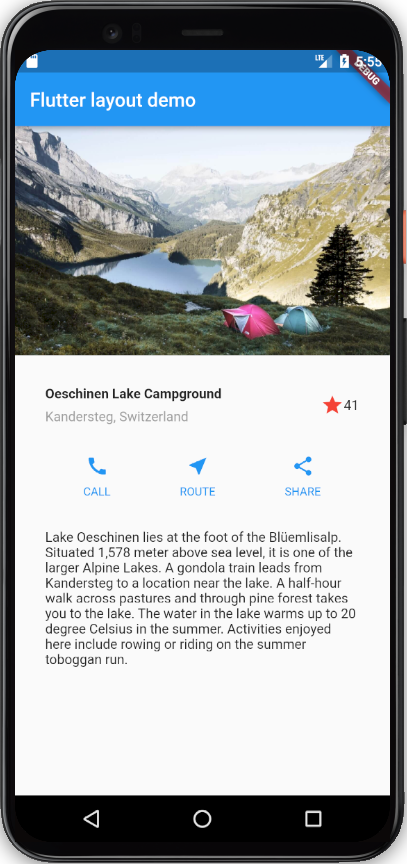 LTE 5:55
DEBUG
Flutter layout demo
Oeschinen Lake Campground
Kandersteg, Switzerland
41
CALL ROUTE SHARE
Lake Oeschinen lies at the foot of the Blüemlisalp.
Situated 1,578 meter above sea level, it is one of the
larger Alpine Lakes. A gondola train leads from
Kandersteg to a location near the lake. A half-hour
walk across pastures and through pine forest takes
you to the lake. The water in the lake warms up to 20
degree Celsius in the summer. Activities enjoyed
here include rowing or riding on the summer
toboggan run.